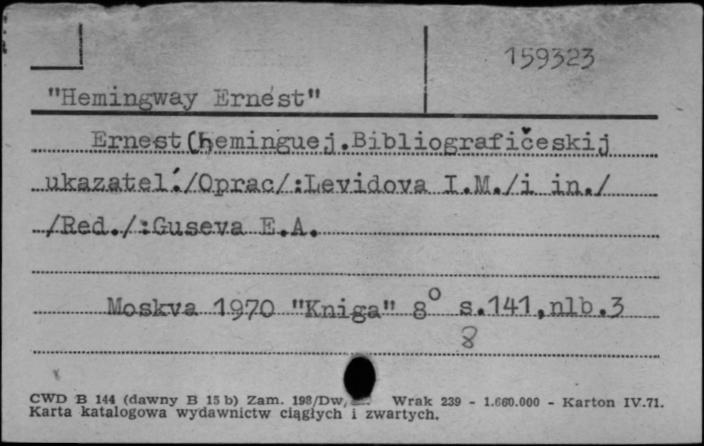 159323
"Hemingway Ernest"
Ernest Cheminguej.Bibliografičeskij
ukazatel'./Oprac/:Levidova I.M./i in./
/Red./:Guseva E.A.
Moskva 1970 "Kniga" 8° s.141,nlb.3
8
CWD B 144 (dawny B 15 b) Zam. 198/Dw, Wrak 239 - 1.660.000 - Karton IV.71.
Karta katalogowa wydawnictw ciągłych i zwartych.